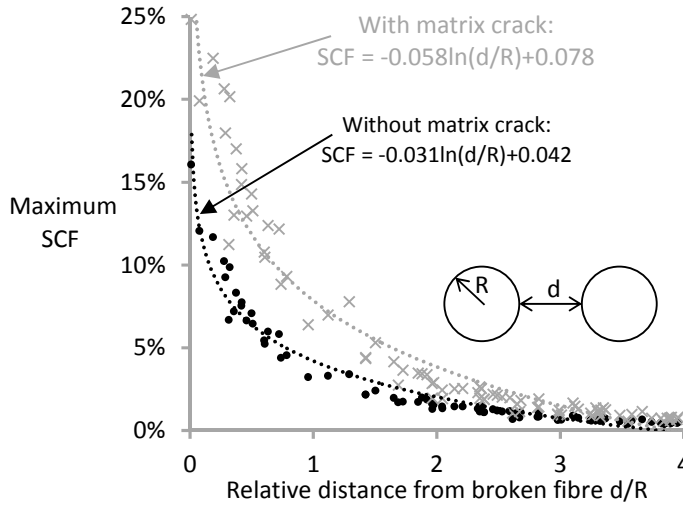 25%
20%
15%
10%
5%
0%
Maximum
SCF
With matrix crack:
SCF = -0.058ln(d/R)+0.078
Without matrix crack:
SCF = -0.031ln(d/R)+0.042
R
d
0 1 2 3 4
Relative distance from broken fibre d/R